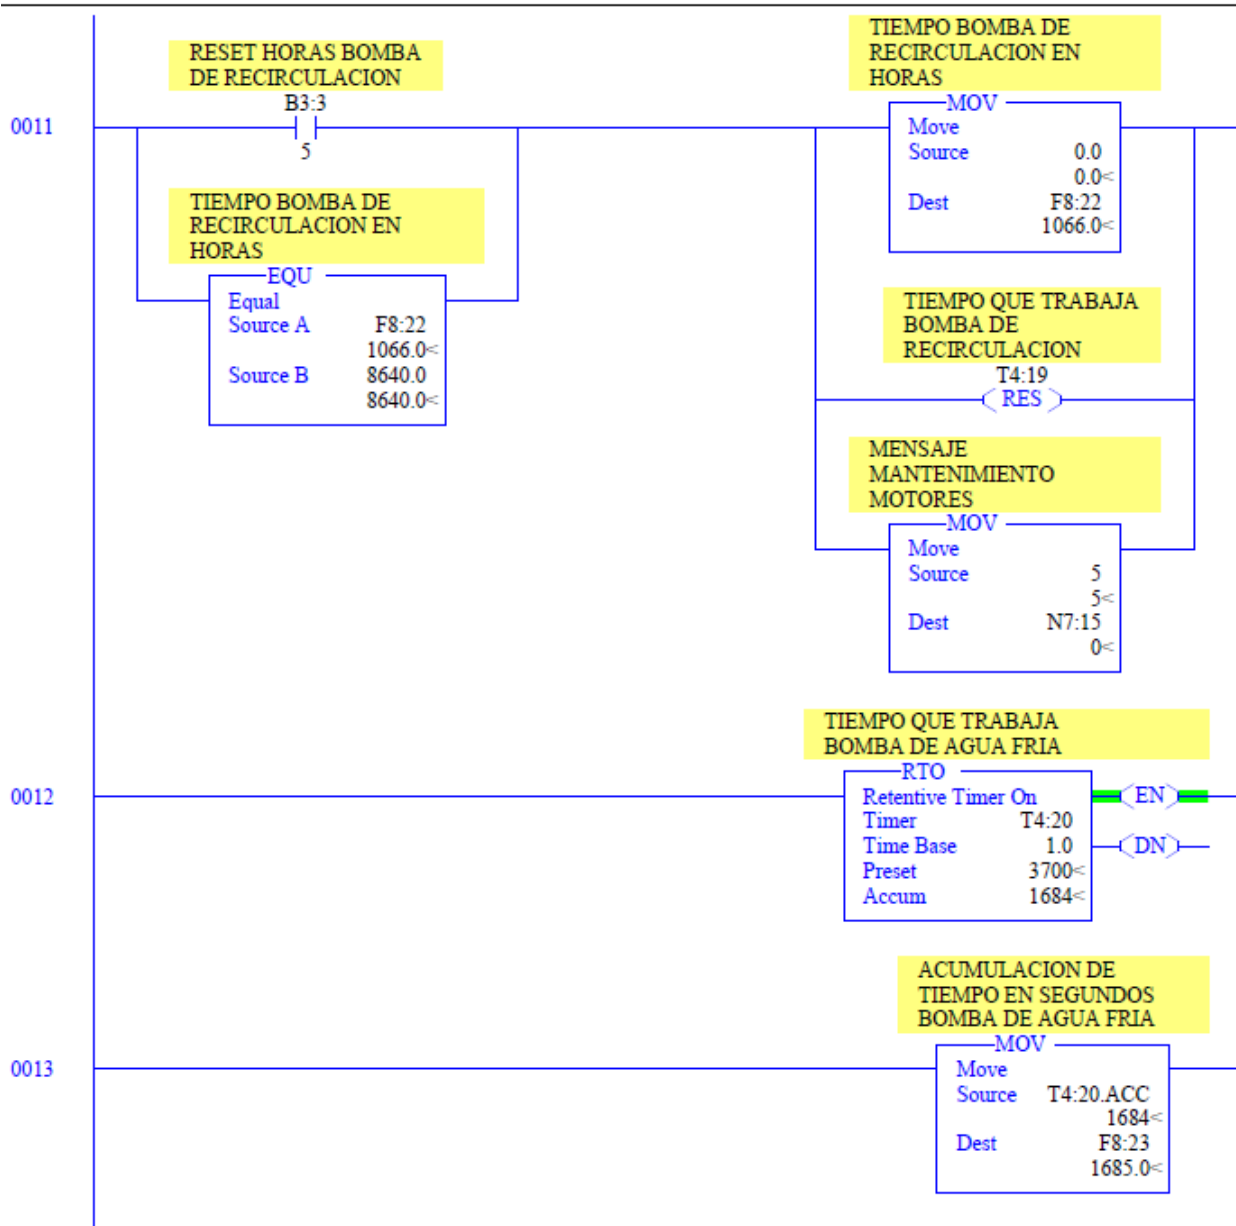 RESET HORAS BOMBA
DE RECIRCULACION
B3:3
0011
5
TIEMPO BOMBA DE
RECIRCULACION EN
HORAS
EQU
Equal
Source A F8:22
1066.0<
Source B 8640.0
8640.0<
TIEMPO BOMBA DE
RECIRCULACION EN
HORAS
MOV
Move
Source 0.0
0.0<
Dest F8:22
1066.0<
TIEMPO QUE TRABAJA
BOMBA DE
RECIRCULACION
T4:19
RES
MENSAJE
MANTENIMIENTO
MOTORES
MOV
Move
Source 5
5<
Dest N7:15
0<
TIEMPO QUE TRABAJA
BOMBA DE AGUA FRIA
0012
RTO
Retentive Timer On
EN
Timer T4:20
Time Base 1.0
DN
Preset 3700<
Accum 1684<
ACUMULACION DE
TIEMPO EN SEGUNDOS
BOMBA DE AGUA FRIA
0013
MOV
Move
Source T4:20.ACC
1684<
Dest F8:23
1685.0<